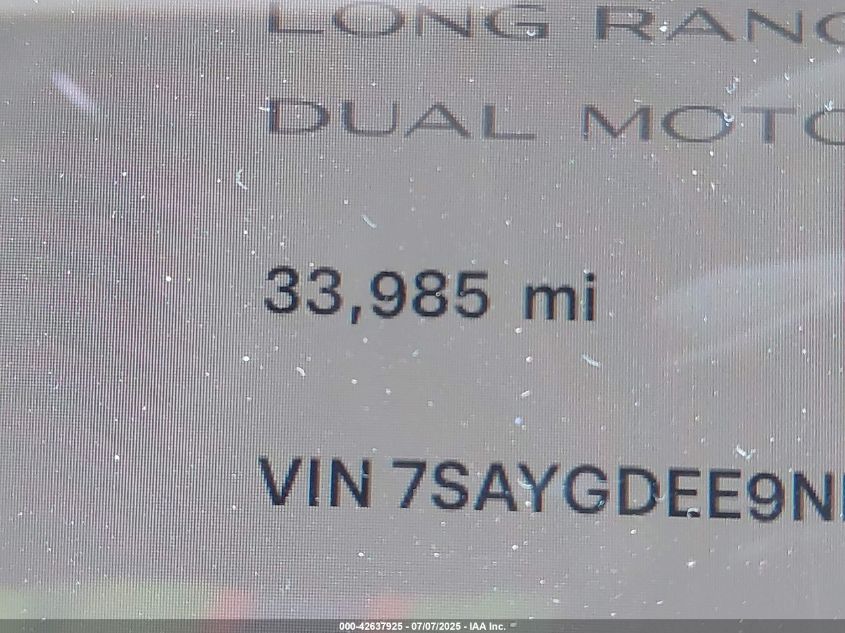 LONG RANG
DUAL MOTO
33,985 mi
VIN 7SAYGDEE9N
000-42637925 - 07/07/2025 - IAA Inc.